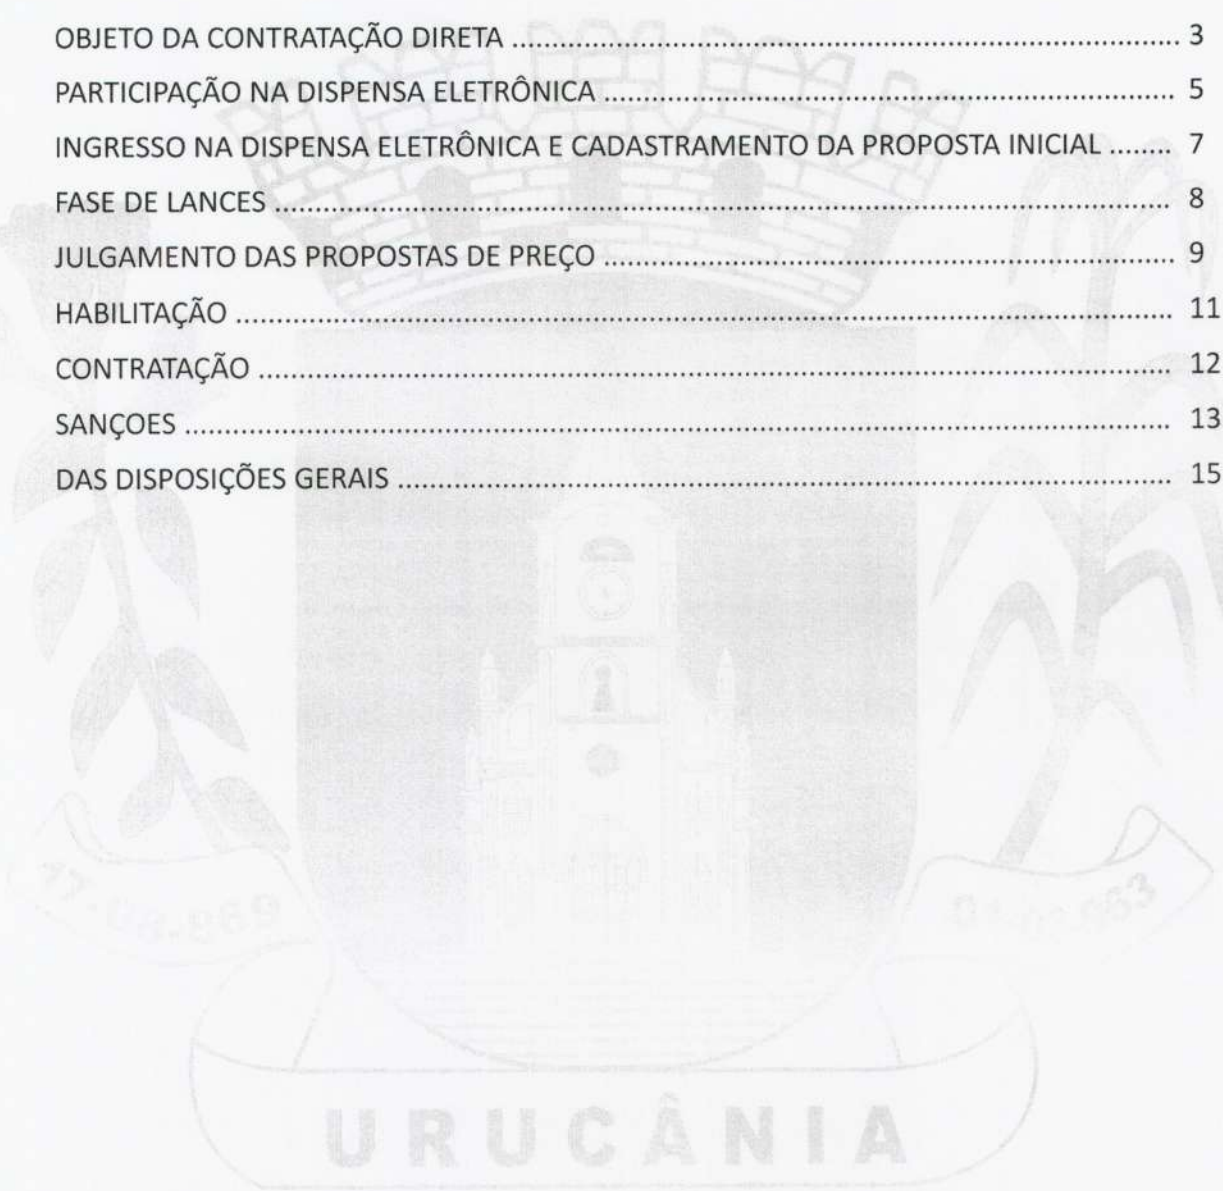 OBJETO DA CONTRATAÇÃO DIRETA ........ 3
PARTICIPAÇÃO NA DISPENSA ELETRÔNICA ........ 5
INGRESSO NA DISPENSA ELETRÔNICA E CADASTRAMENTO DA PROPOSTA INICIAL ........ 7
FASE DE LANCES ........ 8
JULGAMENTO DAS PROPOSTAS DE PREÇO ........ 9
HABILITAÇÃO ........ 11
CONTRATAÇÃO ........ 12
SANÇOES ........ 13
DAS DISPOSIÇÕES GERAIS ........ 15
URUCÂNIA